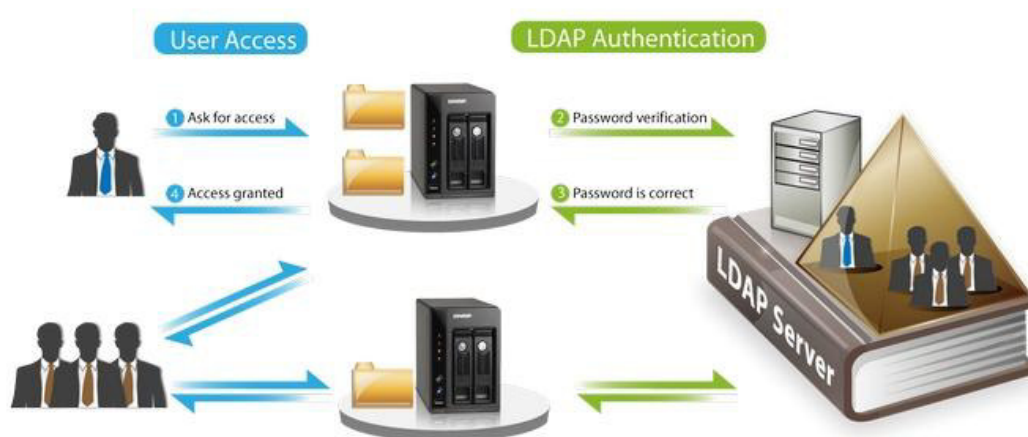 User Access
LDAP Authentication
1 Ask for access
2 Password verification
4 Access granted
3 Password is correct
LDAP Server